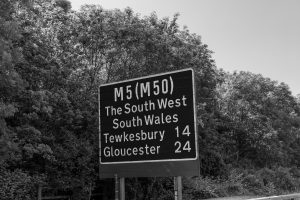 M5(M50)
The South West
South Wales
Tewkesbury 14
Gloucester 24